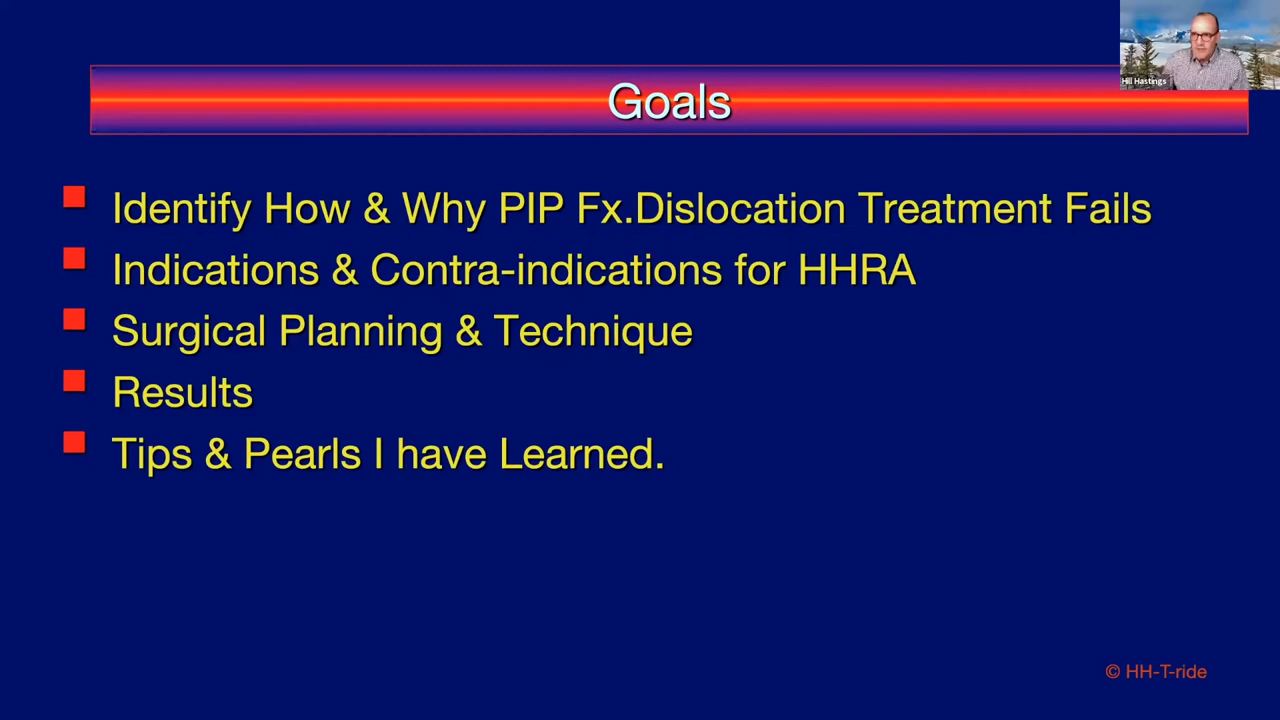 Hill Hastings
Goals
Identify How & Why PIP Fx.Dislocation Treatment Fails
Indications & Contra-indications for HHRA
Surgical Planning & Technique
Results
Tips & Pearls I have Learned.
© HH-T-ride